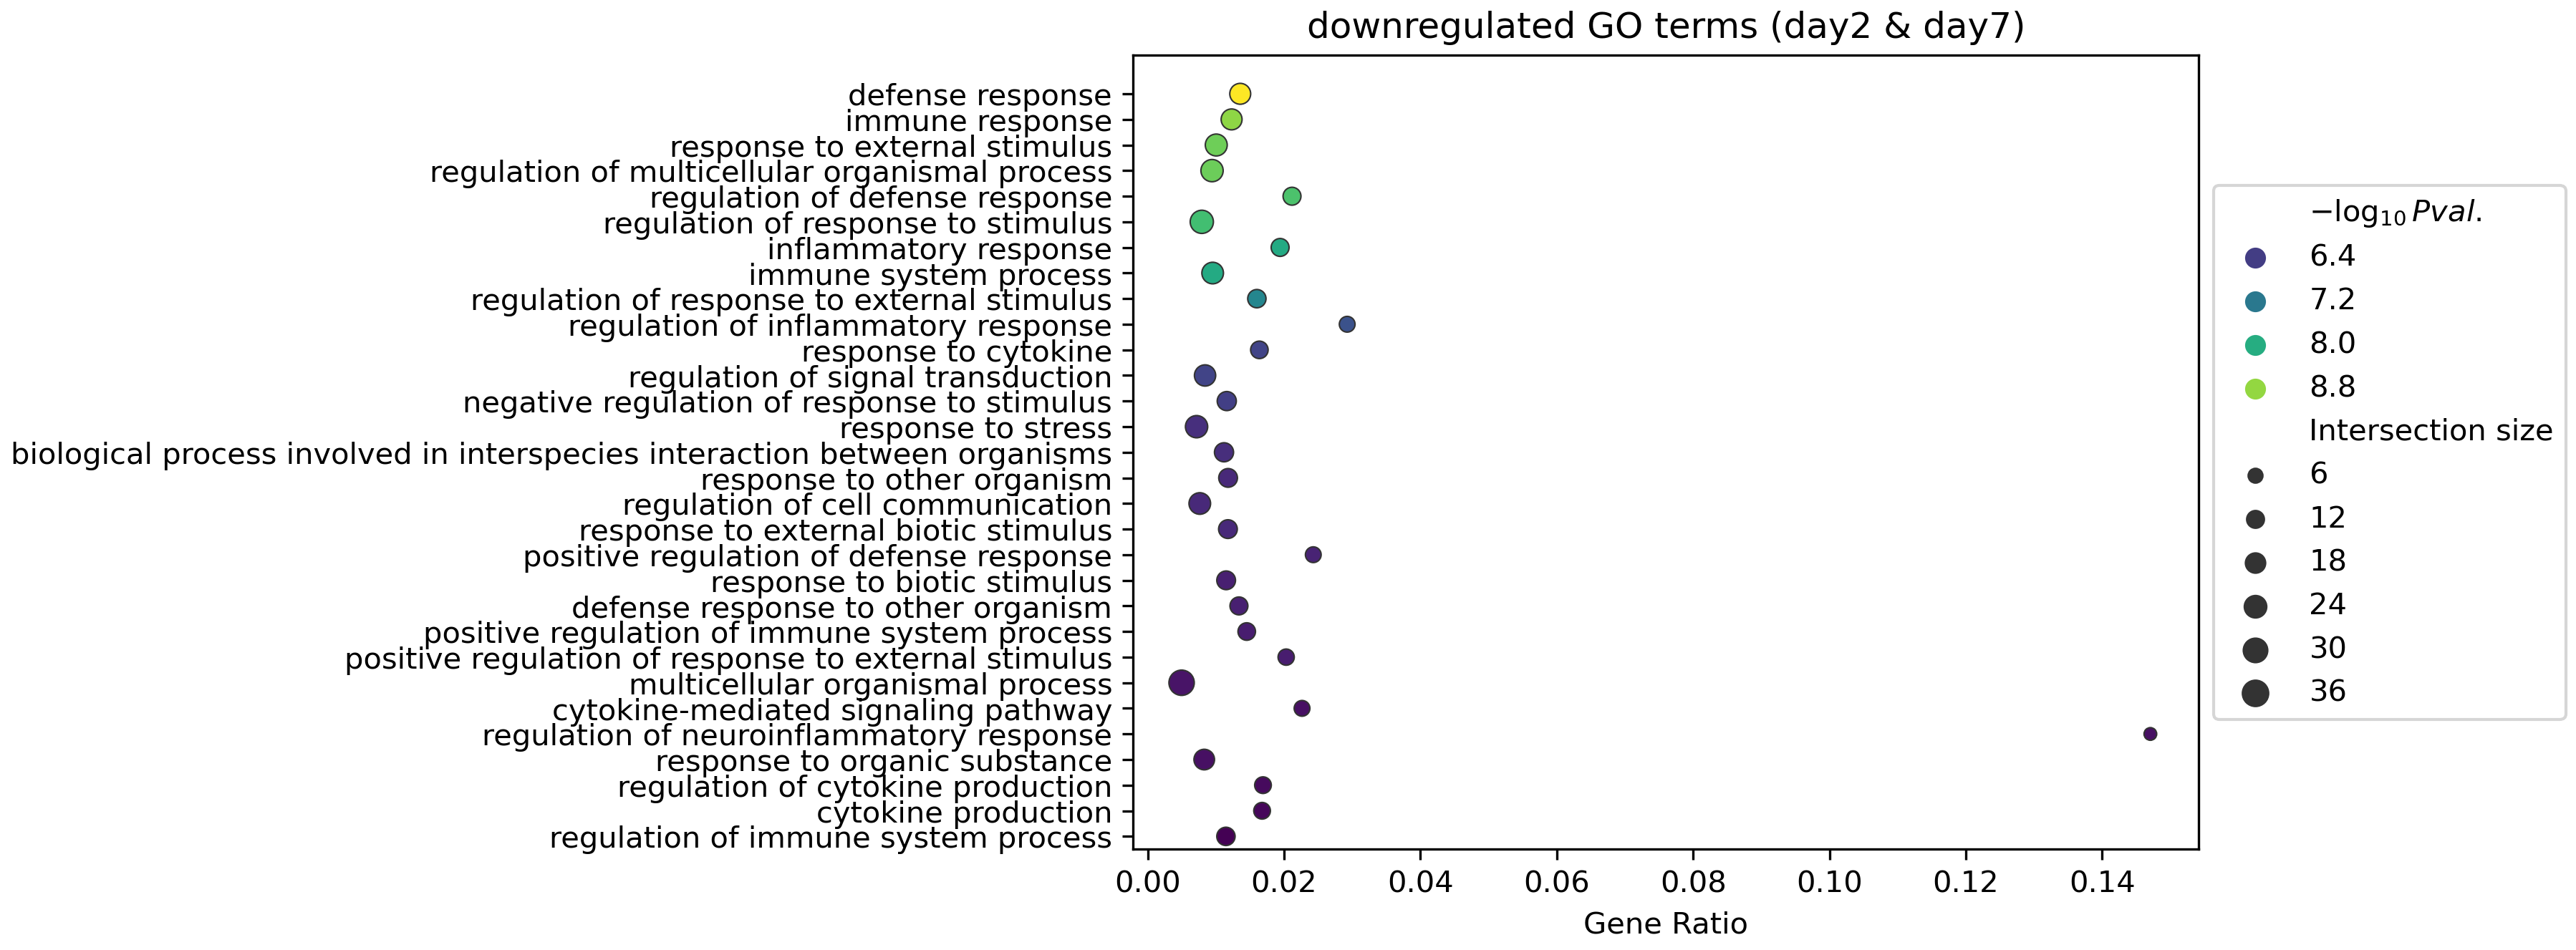 downregulated GO terms (day2 & day7)
defense response
immune response
response to external stimulus
regulation of multicellular organismal process
regulation of defense response
regulation of response to stimulus
inflammatory response
immune system process
regulation of response to external stimulus
regulation of inflammatory response
response to cytokine
regulation of signal transduction
negative regulation of response to stimulus
response to stress
biological process involved in interspecies interaction between organisms
response to other organism
regulation of cell communication
response to external biotic stimulus
positive regulation of defense response
response to biotic stimulus
defense response to other organism
positive regulation of immune system process
positive regulation of response to external stimulus
multicellular organismal process
cytokine-mediated signaling pathway
regulation of neuroinflammatory response
response to organic substance
regulation of cytokine production
cytokine production
regulation of immune system process
0.00 0.02 0.04 0.06 0.08 0.10 0.12 0.14
Gene Ratio
−log₁₀ Pval.
6.4
7.2
8.0
8.8
Intersection size
6
12
18
24
30
36